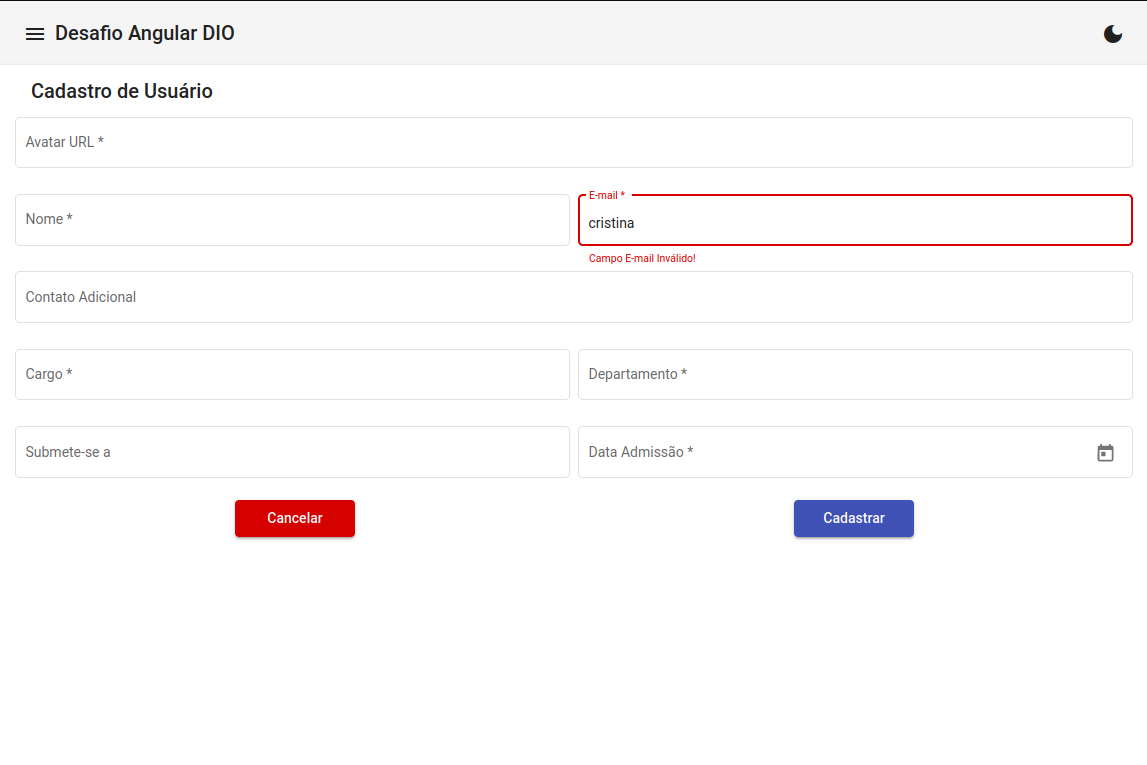 Desafio Angular DIO
Cadastro de Usuário
Avatar URL *
Nome *
E-mail *
cristina
Campo E-mail Inválido!
Contato Adicional
Cargo *
Departamento *
Submete-se a
Data Admissão *
Cancelar
Cadastrar